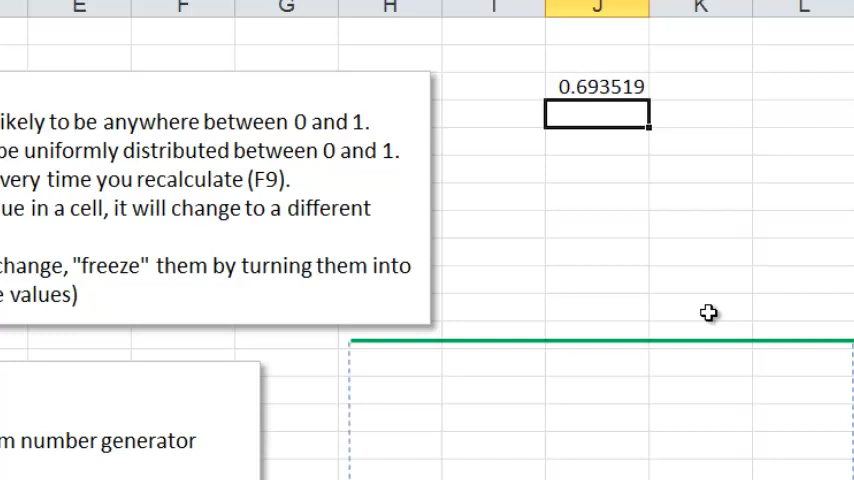 E F G H I J K L
0.693519
ikely to be anywhere between 0 and 1.
be uniformly distributed between 0 and 1.
very time you recalculate (F9).
ue in a cell, it will change to a different
change, "freeze" them by turning them into
e values)
m number generator